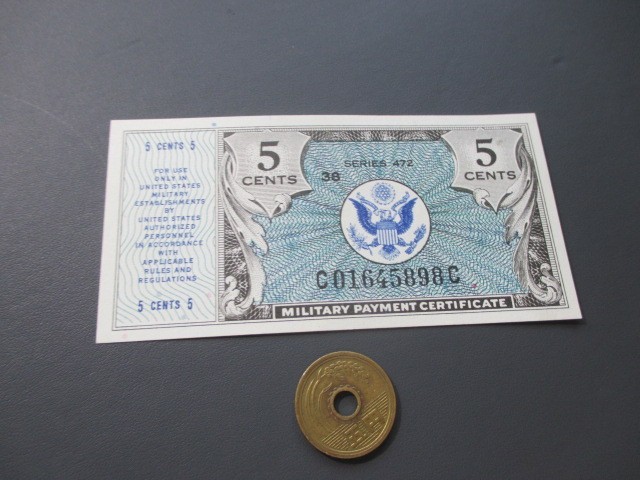 5 CENTS 5
FOR USE
ONLY IN
UNITED STATES
MILITARY
ESTABLISHMENTS
BY
UNITED STATES
AUTHORIZED
PERSONNEL
IN ACCORDANCE
WITH
APPLICABLE
RULES AND
REGULATIONS
5 CENTS 5
5
CENTS
SERIES 472
36
5
CENTS
C01645898C
MILITARY PAYMENT CERTIFICATE